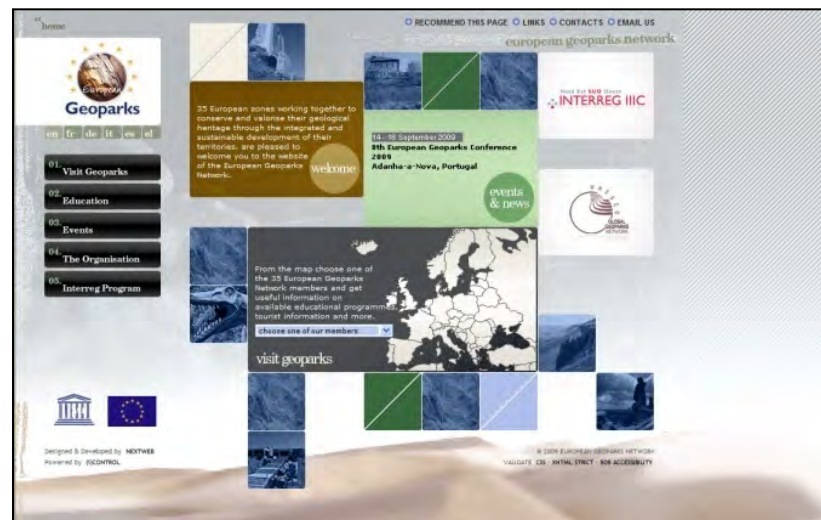 home
RECOMMEND THIS PAGE LINKS CONTACTS EMAIL US
european geoparks network
European
Geoparks
en fr de it es el
01. Visit Geoparks
02. Education
03. Events
04. The Organisation
05. Interreg Program
35 European zones working together to
conserve and valorise their geological
heritage through the integrated and
sustainable development of their
territories, are pleased to
welcome you to the website
of the European Geoparks
Network.
welcome
14 - 16 September 2009
8th European Geoparks Conference
2009
Adanha-a-Nova, Portugal
events
& news
INTERREG IIIC
GLOBAL
GEOPARKS
NETWORK
From the map choose one of
the 35 European Geoparks
Network members and get
useful information on
available educational programmes,
tourist information and more.
choose one of our members
visit geoparks
Designed & Developed by NEXTWEB
Powered by (I)CONTROL
© 2009 EUROPEAN GEOPARKS NETWORK
VALIDATE CSS · XHTML STRICT · 508 ACCESSIBILITY